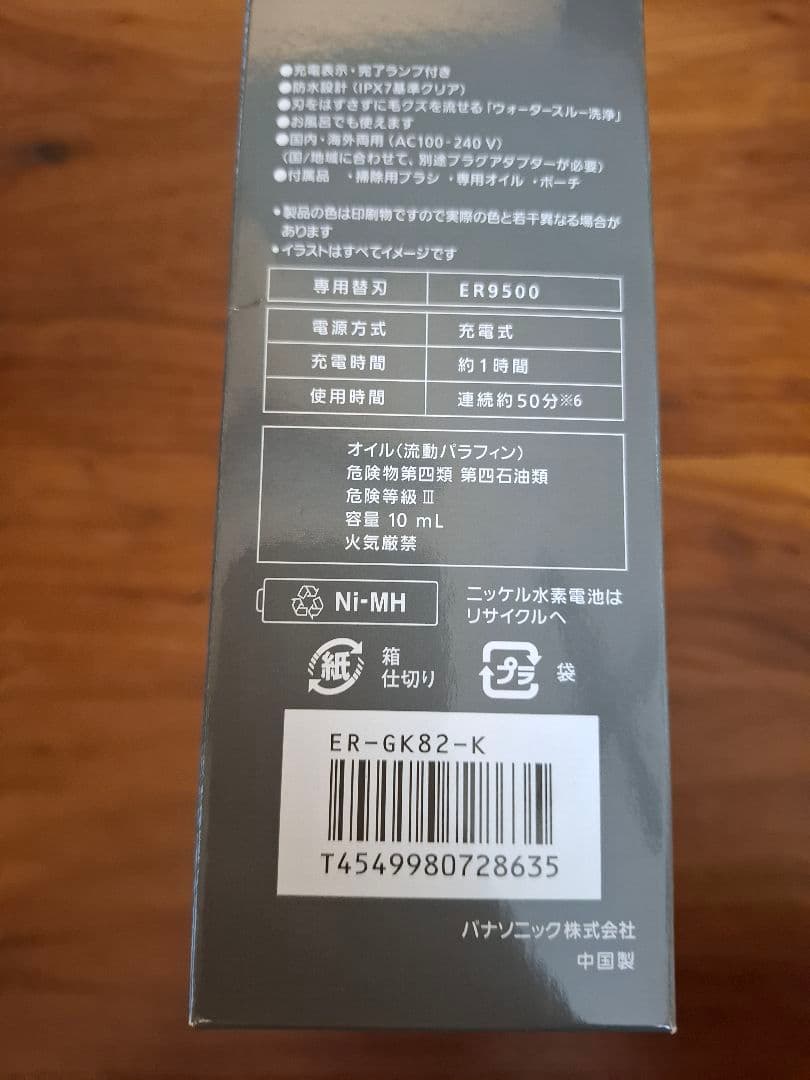 ●充電表示・完了ランプ付き
●防水設計(IPX7基準クリア)
●刃をはずさずに毛クズを流せる「ウォータースルー洗浄」
●お風呂でも使えます
●国内・海外両用(AC100-240 V)
(国/地域に合わせて、別途プラグアダプターが必要)
●付属品 ・掃除用ブラシ ・専用オイル ・ポーチ
・製品の色は印刷物ですので実際の色と若干異なる場合が
あります
・イラストはすべてイメージです
専用替刃 ER9500
電源方式 充電式
充電時間 約1時間
使用時間 連続約50分※6
オイル(流動パラフィン)
危険物第四類 第四石油類
危険等級Ⅲ
容量 10 mL
火気厳禁
Ni-MH
ニッケル水素電池は
リサイクルへ
紙
箱
仕切り
プラ
袋
ER-GK82-K
T4549980728635
パナソニック株式会社
中国製